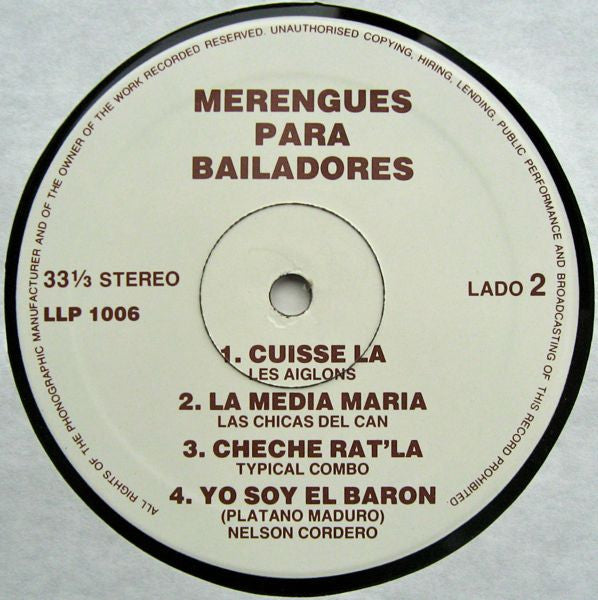 ALL RIGHTS OF THE PHONOGRAPHIC MANUFACTURER AND OF THE OWNER OF THE WORK RECORDED RESERVED. UNAUTHORISED COPYING, HIRING, LENDING, PUBLIC PERFORMANCE AND BROADCASTING OF THIS RECORD PROHIBITED.
MERENGUES
PARA
BAILADORES
33 1/3 STEREO
LLP 1006
LADO 2
1. CUISSE LA
LES AIGLONS
2. LA MEDIA MARIA
LAS CHICAS DEL CAN
3. CHECHE RAT'LA
TYPICAL COMBO
4. YO SOY EL BARON
(PLATANO MADURO)
NELSON CORDERO